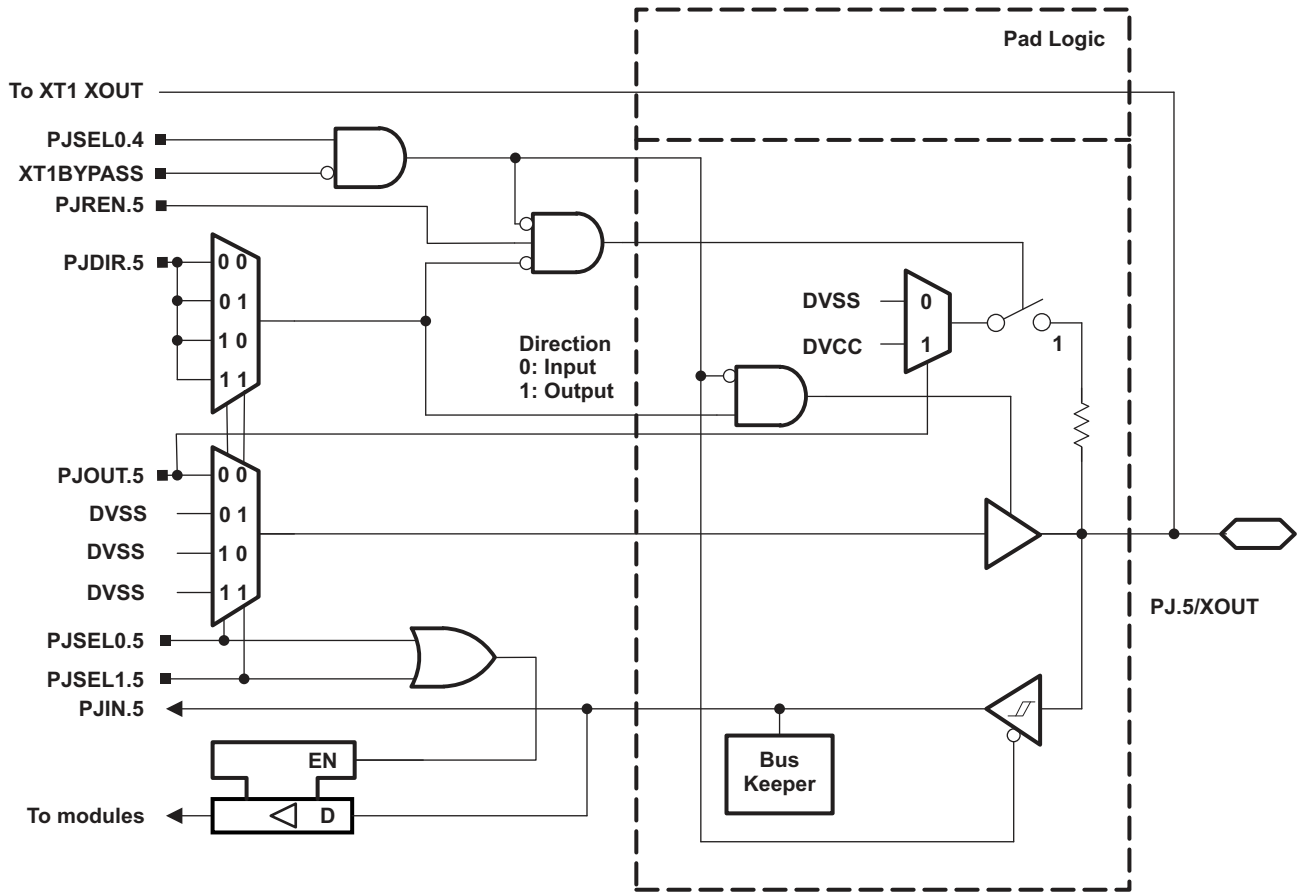 Pad Logic
To XT1 XOUT
PJSEL0.4
XT1BYPASS
PJREN.5
PJDIR.5
0 0
0 1
1 0
1 1
Direction
0: Input
1: Output
DVSS
0
DVCC
1
1
PJOUT.5
0 0
DVSS
0 1
DVSS
1 0
DVSS
1 1
PJ.5/XOUT
PJSEL0.5
PJSEL1.5
PJIN.5
EN
Bus
Keeper
To modules
D